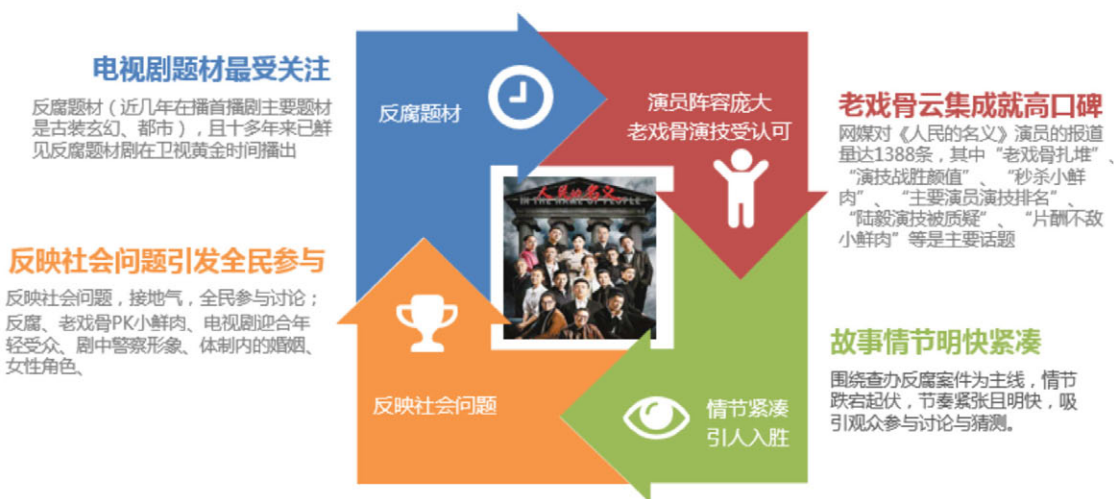 电视剧题材最受关注
反腐题材（近几年在播首播剧主要题材
是古装玄幻、都市），且十多年来已鲜
见反腐题材剧在卫视黄金时间播出
反腐题材
演员阵容庞大
老戏骨演技受认可
老戏骨云集成就高口碑
网媒对《人民的名义》演员的报道
量达1388条，其中“老戏骨扎堆”、
“演技战胜颜值”、“秒杀小鲜
肉”、“主要演员演技排名”、
“陆毅演技被质疑”、“片酬不敌
小鲜肉”等是主要话题
人民的名义
IN THE NAME OF PEOPLE
反映社会问题引发全民参与
反映社会问题，接地气，全民参与讨论；
反腐、老戏骨PK小鲜肉、电视剧迎合年
轻受众、剧中警察形象、体制内的婚姻、
女性角色、
反映社会问题
情节紧凑
引人入胜
故事情节明快紧凑
围绕查办反腐案件为主线，情节
跌宕起伏，节奏紧张且明快，吸
引观众参与讨论与猜测。